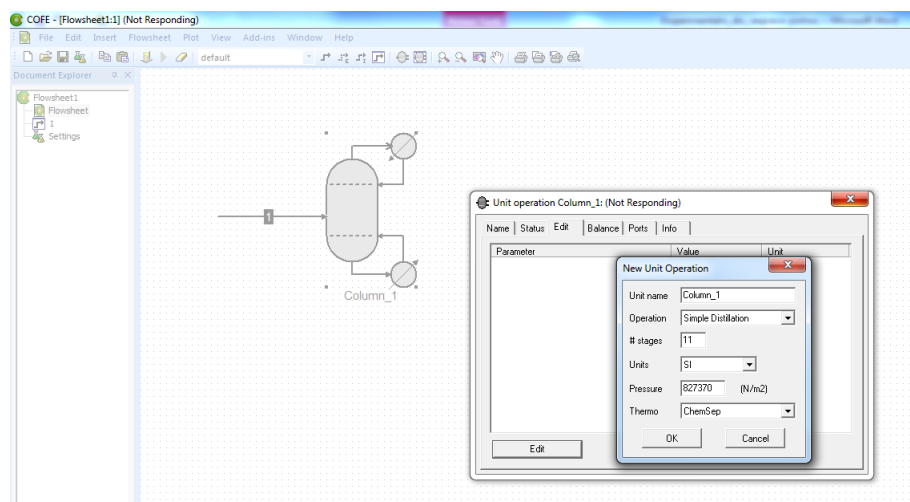 COFE - [Flowsheet1:1] (Not Responding)
File Edit Insert Flowsheet Plot View Add-ins Window Help
default
Document Explorer
Flowsheet1
Flowsheet
1
Settings
1
Column_1
Unit operation Column_1: (Not Responding)
Name Status Edit Balance Ports Info
Parameter Value Unit
Edit
New Unit Operation
Unit name Column_1
Operation Simple Distillation
# stages 11
Units SI
Pressure 827370 (N/m2)
Thermo ChemSep
OK Cancel